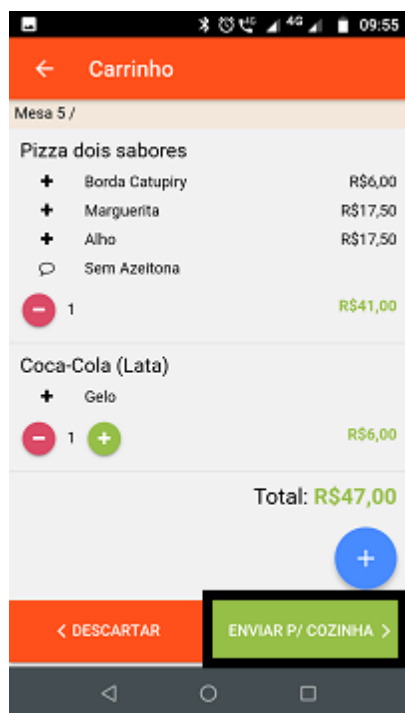 4G 09:55
Carrinho
Mesa 5 /
Pizza dois sabores
Borda Catupiry R$6,00
Marguerita R$17,50
Alho R$17,50
Sem Azeitona
1 R$41,00
Coca-Cola (Lata)
Gelo
1 R$6,00
Total: R$47,00
DESCARTAR ENVIAR P/ COZINHA